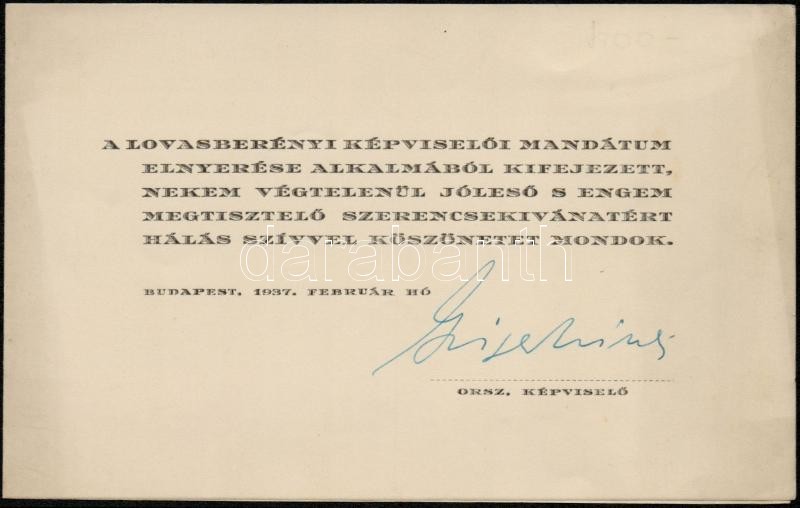 A LOVASBERÉNYI KÉPVISELŐI MANDÁTUM
ELNYERÉSE ALKALMÁBÓL KIFEJEZETT,
NEKEM VÉGTELENÜL JÓLESŐ S ENGEM
MEGTISZTELŐ SZERENCSEKIVÁNATÉRT
HÁLÁS SZÍVVEL KÖSZÖNETET MONDOK.
darabanth
BUDAPEST, 1937. FEBRUÁR HÓ
ORSZ. KÉPVISELŐ